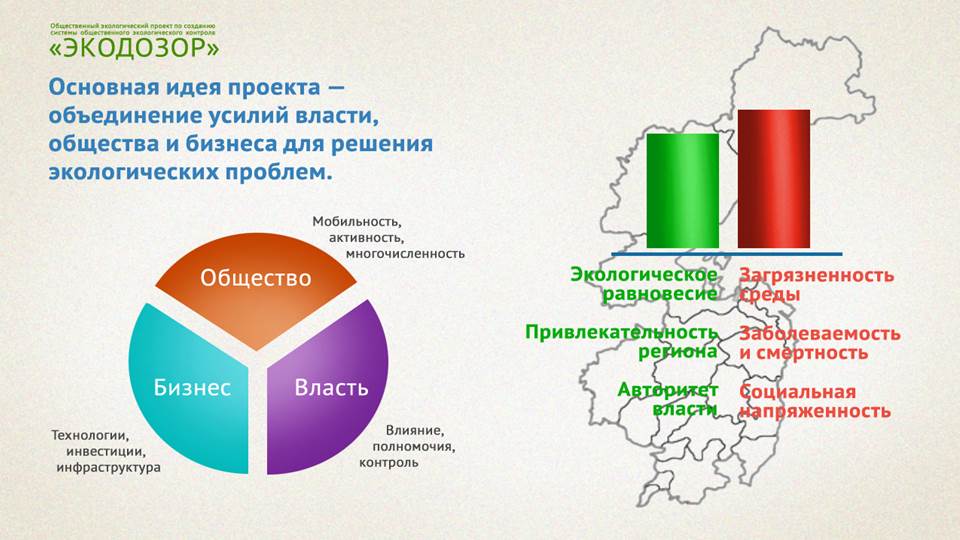 Общественный экологический проект по созданию
системы общественного экологического контроля
«ЭКОДОЗОР»
Основная идея проекта —
объединение усилий власти,
общества и бизнеса для решения
экологических проблем.
Мобильность,
активность,
многочисленность
Общество
Бизнес
Власть
Технологии,
инвестиции,
инфраструктура
Влияние,
полномочия,
контроль
Экологическое
равновесие
Загрязненность
среды
Привлекательность
региона
Заболеваемость
и смертность
Авторитет
власти
Социальная
напряженность